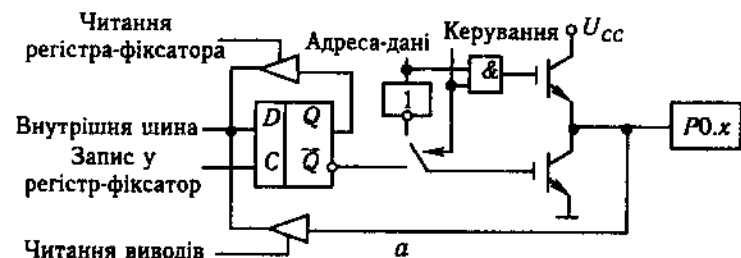 Читання
регістра-фіксатора
Адреса-дані
Керування
U_CC
&
1
D Q
Внутрішня шина
P0.x
Запис у
регістр-фіксатор
C Q̅
Читання виводів
а